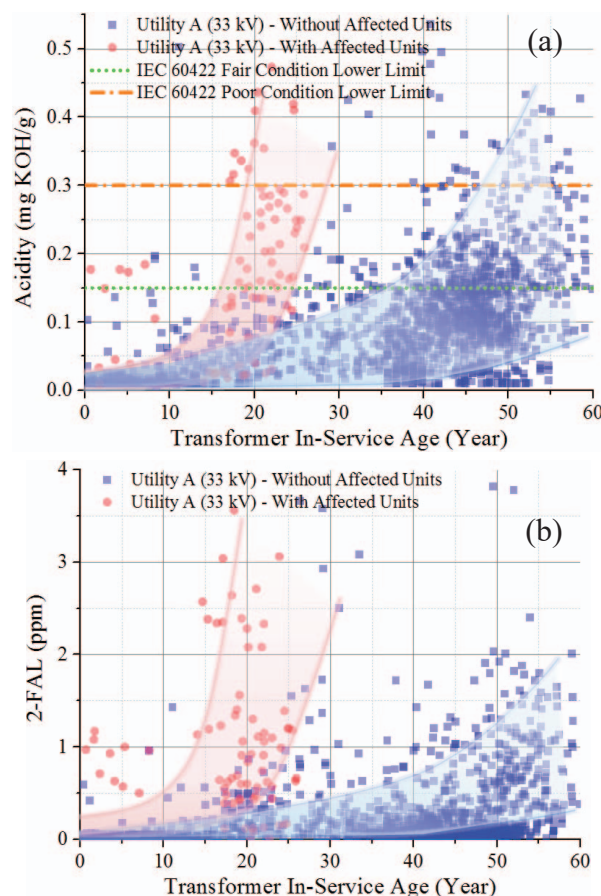 Utility A (33 kV) - Without Affected Units
(a)
Utility A (33 kV) - With Affected Units
IEC 60422 Fair Condition Lower Limit
IEC 60422 Poor Condition Lower Limit
Acidity (mg KOH/g)
0.5
0.4
0.3
0.2
0.1
0.0
0 10 20 30 40 50 60
Transformer In-Service Age (Year)
Utility A (33 kV) - Without Affected Units
(b)
Utility A (33 kV) - With Affected Units
2-FAL (ppm)
4
3
2
1
0
0 10 20 30 40 50 60
Transformer In-Service Age (Year)